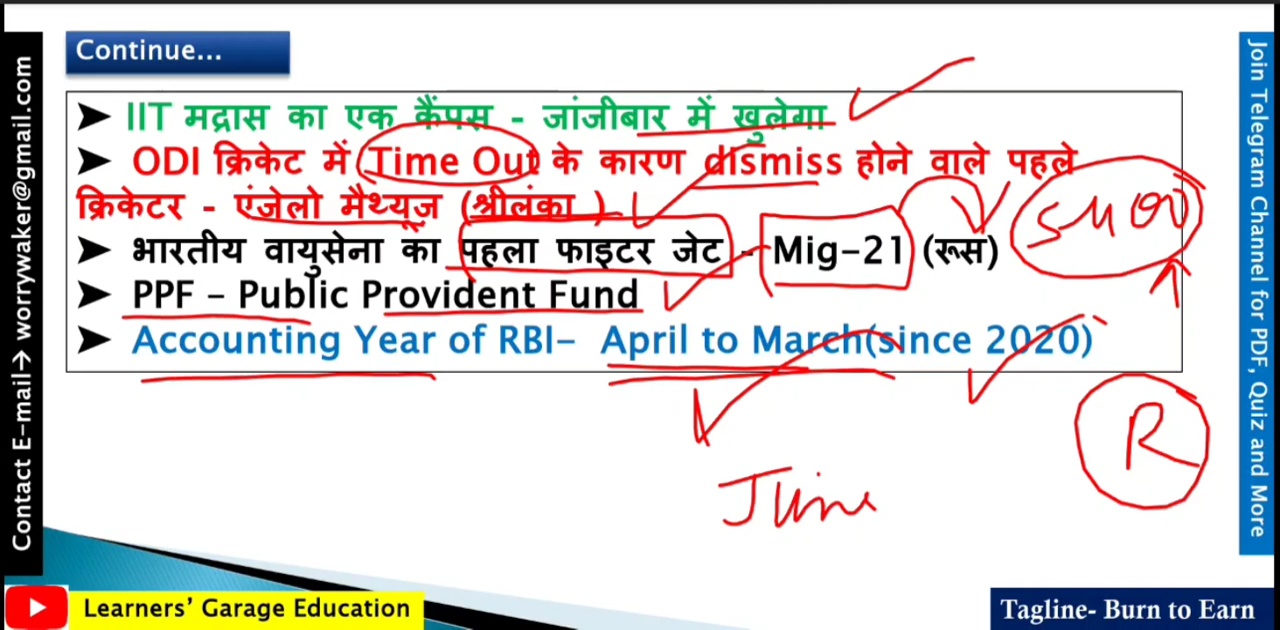 Continue...
➤ IIT मद्रास का एक कैंपस - जांजीबार में खुलेगा
➤ ODI क्रिकेट में Time Out के कारण dismiss होने वाले पहले
क्रिकेटर - एंजेलो मैथ्यूज (श्रीलंका )
➤ भारतीय वायुसेना का पहला फाइटर जेट - Mig-21 (रूस)
➤ PPF - Public Provident Fund
➤ Accounting Year of RBI- April to March(since 2020)
R
June
Contact E-mail→ worrywaker@gmail.com
Join Telegram Channel for PDF, Quiz and More
Learners' Garage Education
Tagline- Burn to Earn